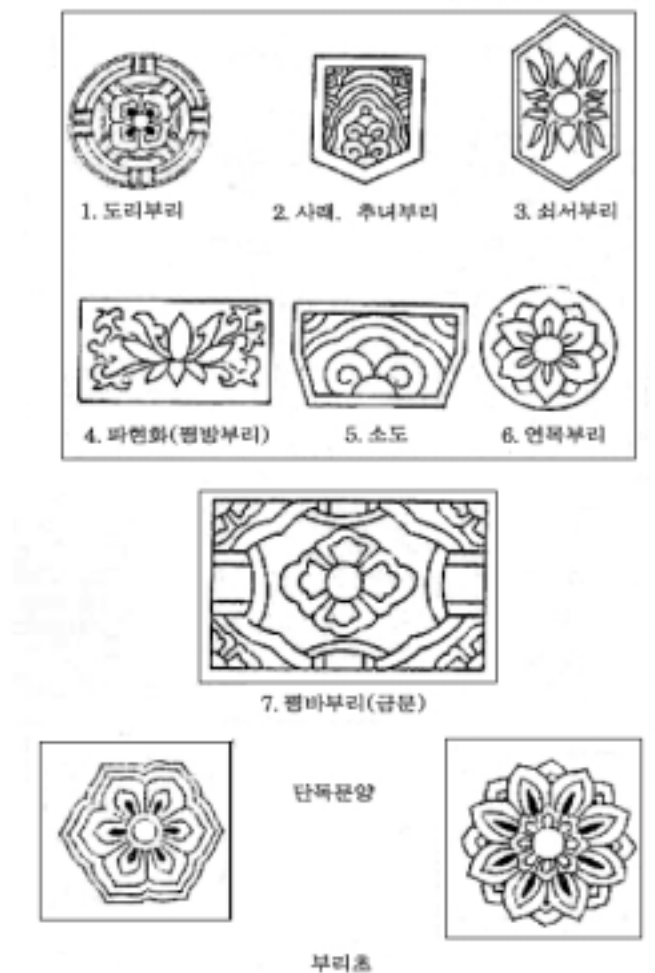 1. 도리부리
2. 사래, 추녀부리
3. 쇠서부리
4. 파현화(평방부리)
5. 소도
6. 연목부리
7. 평바부리(금문)
단독문양
부리초